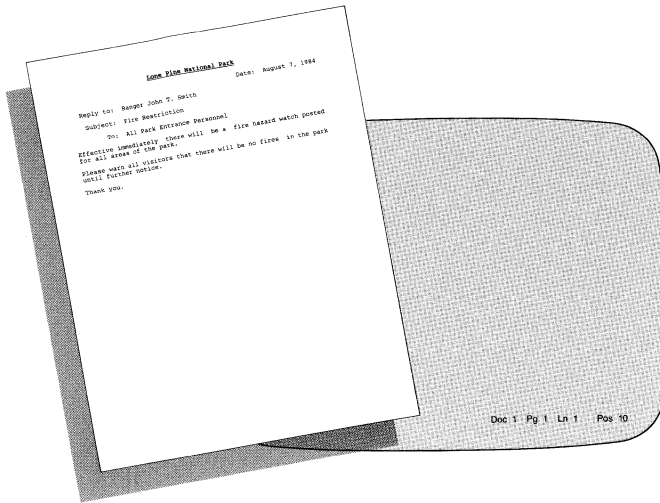 Lone Pine National Park
Date: August 7, 1984
Reply to: Ranger John T. Smith
Subject: Fire Restriction
To: All Park Entrance Personnel
Effective immediately there will be a fire hazard watch posted
for all areas of the park.
Please warn all visitors that there will be no fires in the park
until further notice.
Thank you.
Doc 1 Pg 1 Ln 1 Pos 10